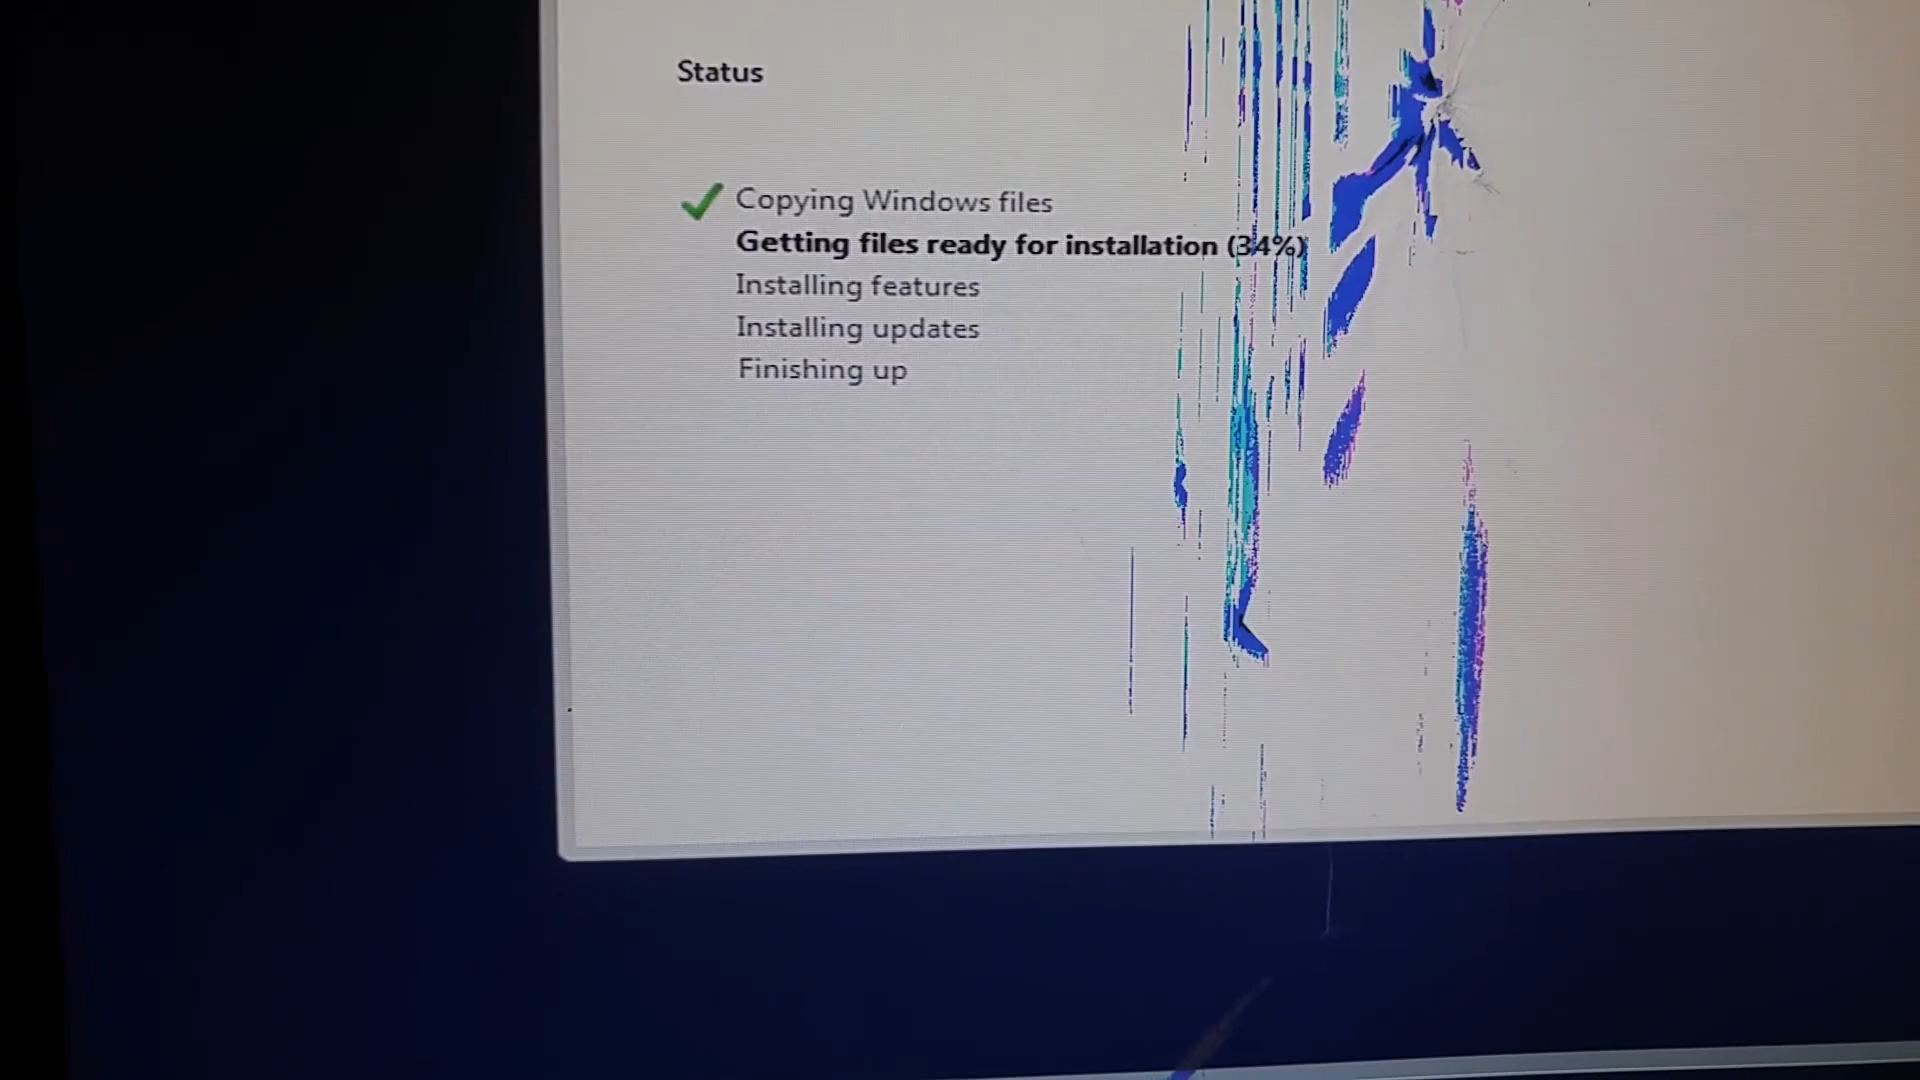 Status
Copying Windows files
Getting files ready for installation (34%)
Installing features
Installing updates
Finishing up